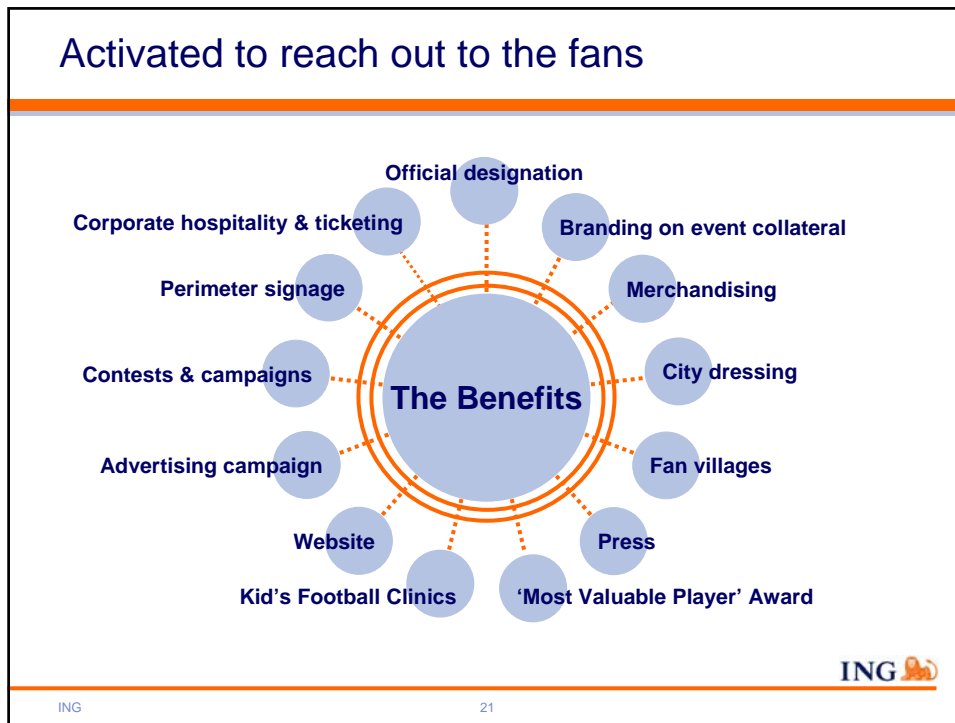 Activated to reach out to the fans
Official designation
Corporate hospitality & ticketing
Branding on event collateral
Perimeter signage
Merchandising
Contests & campaigns
City dressing
The Benefits
Advertising campaign
Fan villages
Website
Press
Kid's Football Clinics
‘Most Valuable Player’ Award
ING
ING
21